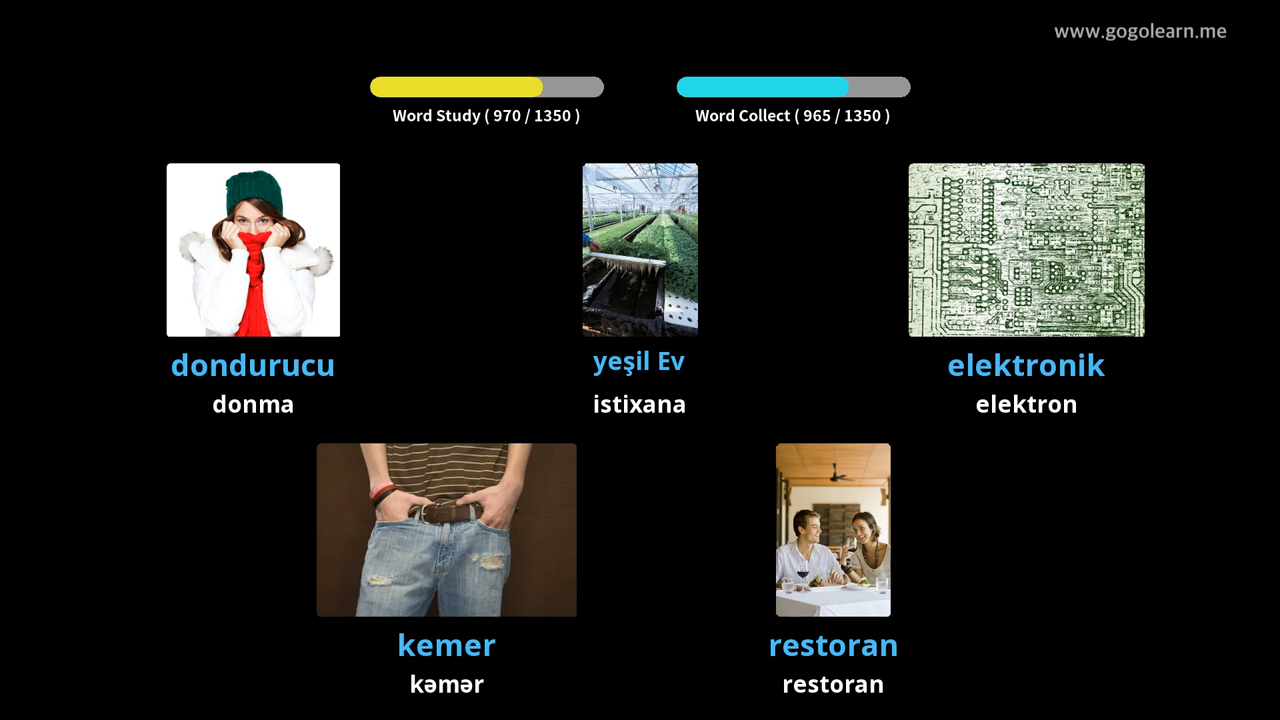 www.gogolearn.me
Word Study ( 970 / 1350 )
Word Collect ( 965 / 1350 )
dondurucu
donma
yeşil Ev
istixana
elektronik
elektron
kemer
kəmər
restoran
restoran